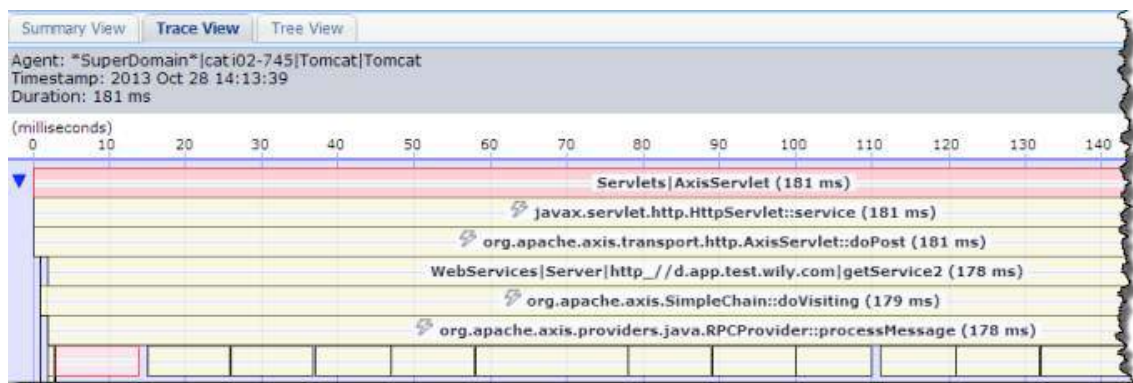 Summary View Trace View Tree View
Agent: *SuperDomain*|cati02-745|Tomcat|Tomcat
Timestamp: 2013 Oct 28 14:13:39
Duration: 181 ms
(milliseconds)
0 10 20 30 40 50 60 70 80 90 100 110 120 130 140
Servlets|AxisServlet (181 ms)
javax.servlet.http.HttpServlet::service (181 ms)
org.apache.axis.transport.http.AxisServlet::doPost (181 ms)
WebServices|Server|http_//d.app.test.wily.com|getService2 (178 ms)
org.apache.axis.SimpleChain::doVisiting (179 ms)
org.apache.axis.providers.java.RPCProvider::processMessage (178 ms)